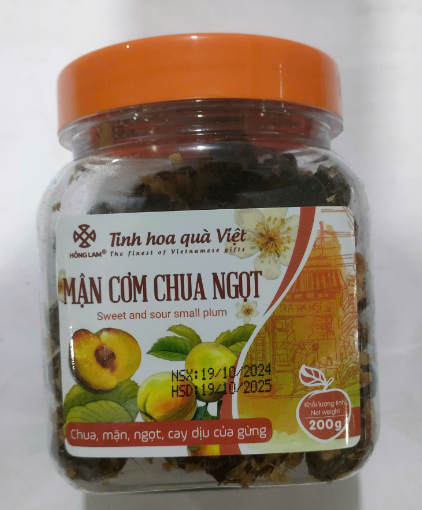 HỒNG LAM®
Tinh hoa quà Việt
The finest of Vietnamese gifts
MẬN CƠM CHUA NGỌT
Sweet and sour small plum
NSX:19/10/2024
HSD:19/10/2025
Khối lượng tịnh
Net weight
200g
Chua, mặn, ngọt, cay dịu của gừng